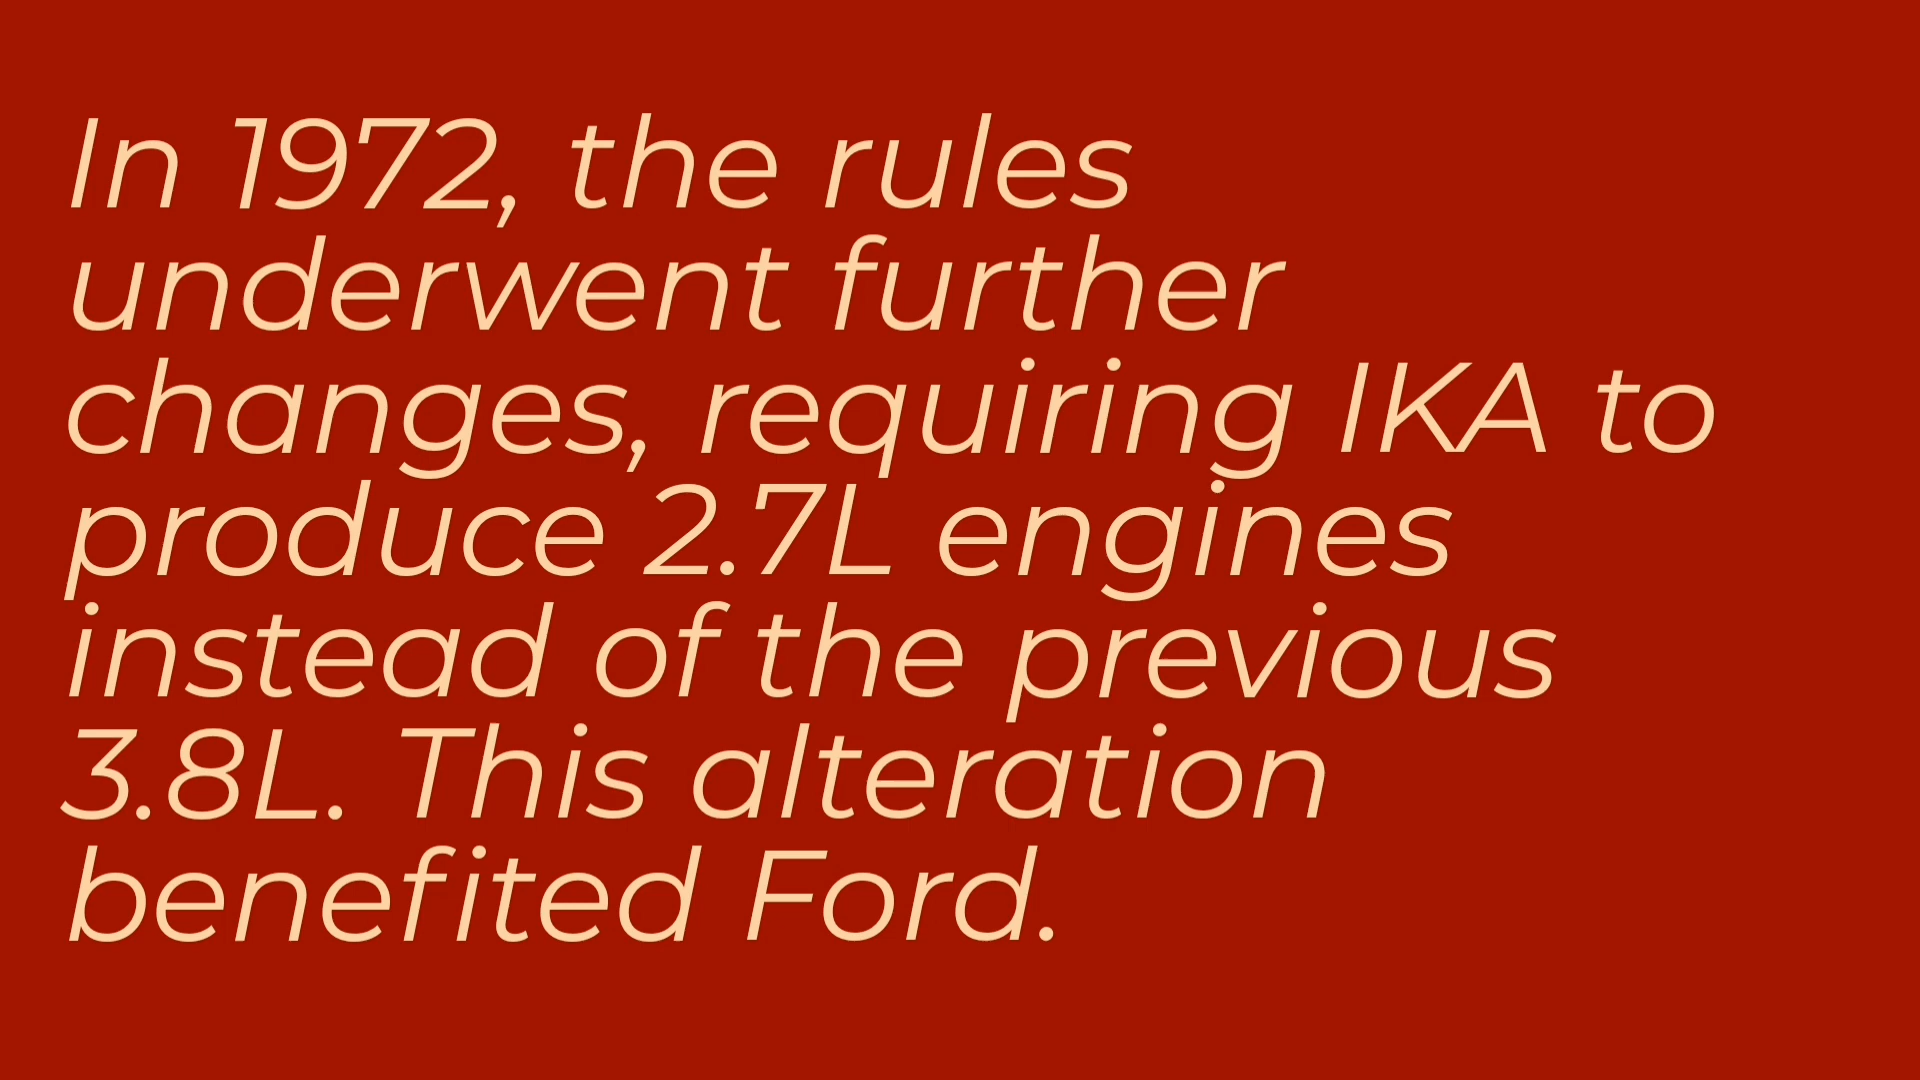 In 1972, the rules
underwent further
changes, requiring IKA to
produce 2.7L engines
instead of the previous
3.8L. This alteration
benefited Ford.